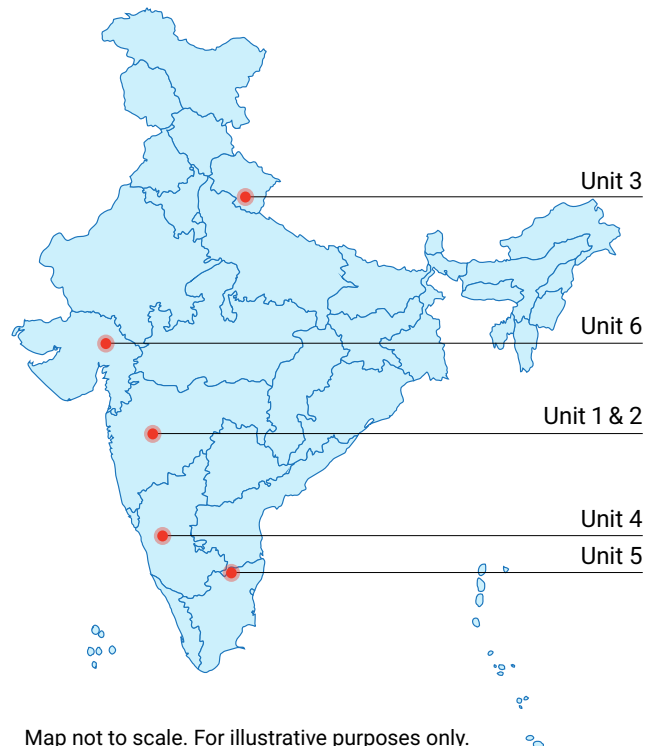 Unit 3
Unit 6
Unit 1 & 2
Unit 4
Unit 5
Map not to scale. For illustrative purposes only.